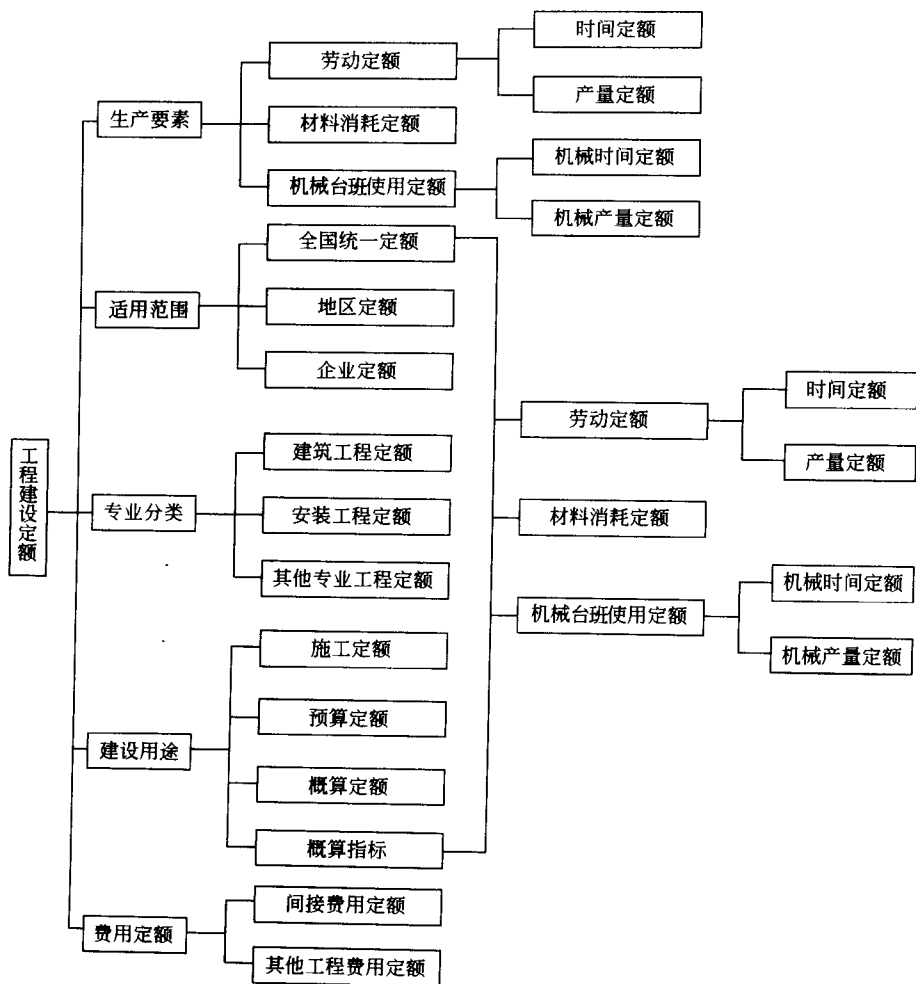 工程建设定额
生产要素
劳动定额
时间定额
产量定额
材料消耗定额
机械台班使用定额
机械时间定额
机械产量定额
适用范围
全国统一定额
地区定额
企业定额
专业分类
建筑工程定额
安装工程定额
其他专业工程定额
建设用途
施工定额
预算定额
概算定额
概算指标
劳动定额
时间定额
产量定额
材料消耗定额
机械台班使用定额
机械时间定额
机械产量定额
费用定额
间接费用定额
其他工程费用定额